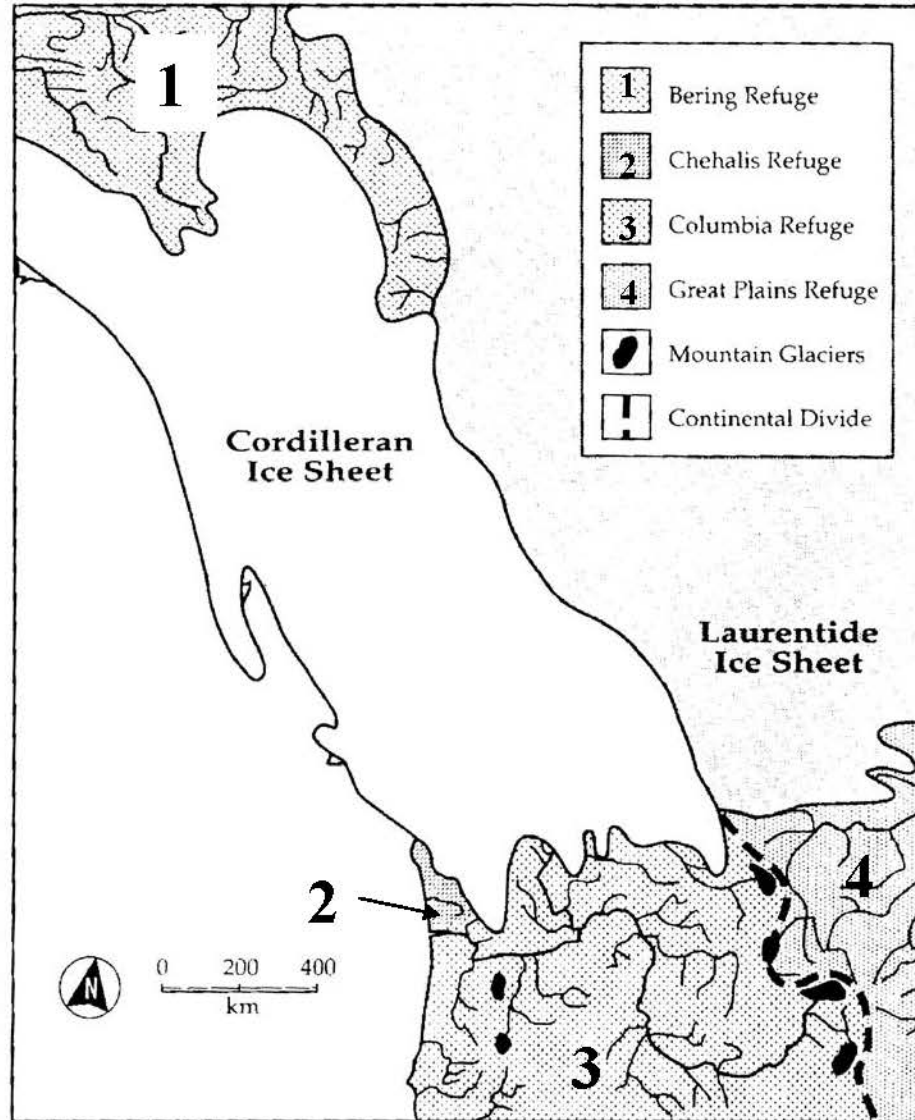 1
1 Bering Refuge
2 Chehalis Refuge
3 Columbia Refuge
4 Great Plains Refuge
Mountain Glaciers
Continental Divide
Cordilleran
Ice Sheet
Laurentide
Ice Sheet
4
2
N
0 200 400
km
3